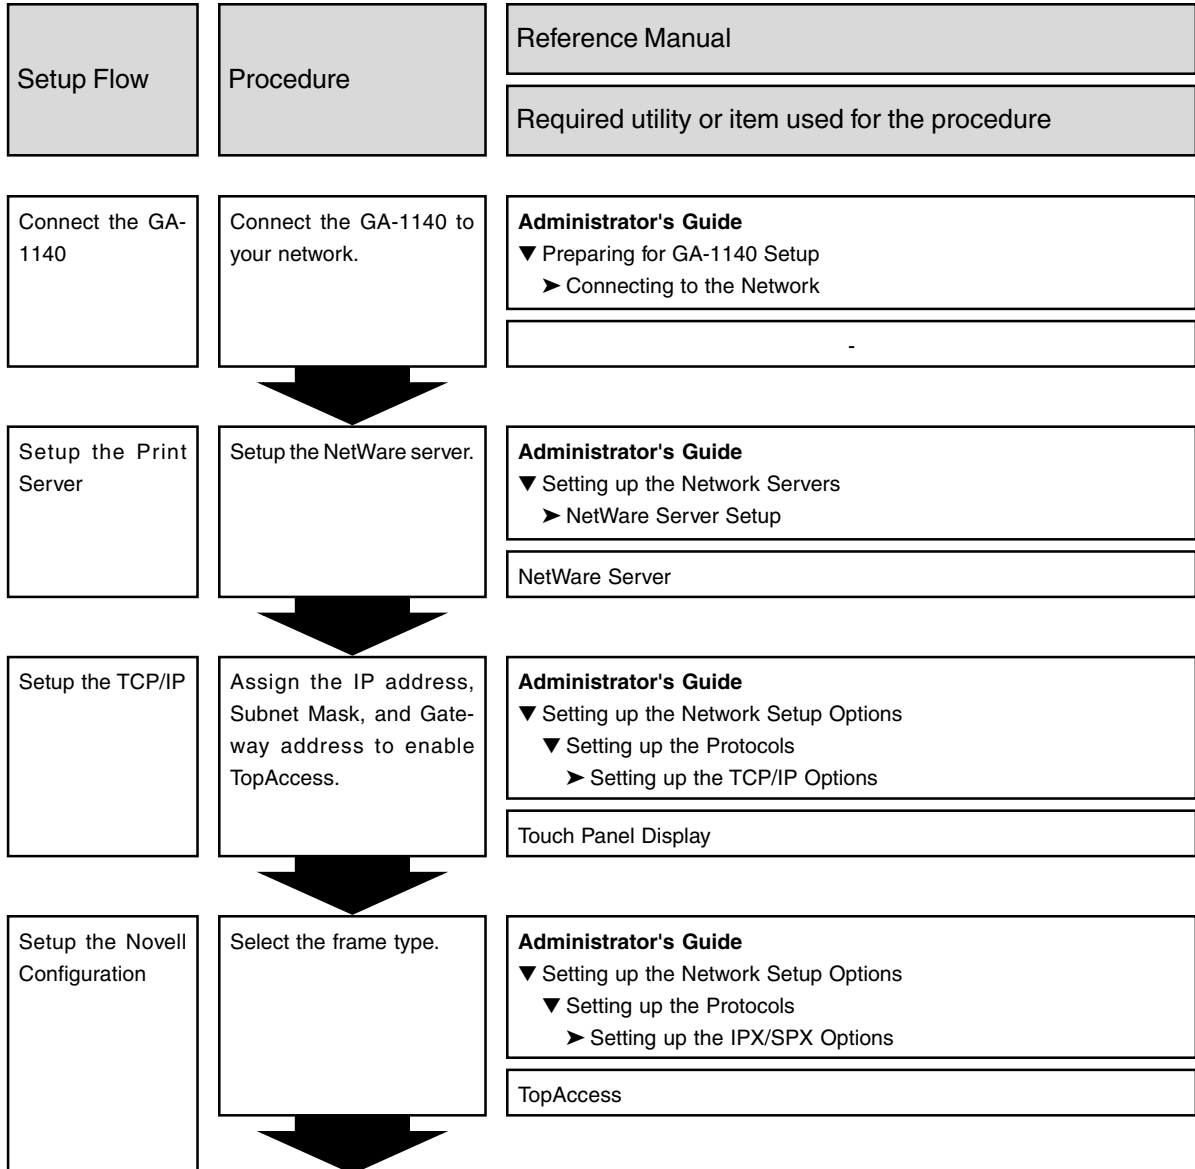 Setup Flow
Procedure
Reference Manual
Required utility or item used for the procedure
Connect the GA-
1140
Connect the GA-1140 to
your network.
Administrator's Guide
▼ Preparing for GA-1140 Setup
➤ Connecting to the Network
-
Setup the Print
Server
Setup the NetWare server.
Administrator's Guide
▼ Setting up the Network Servers
➤ NetWare Server Setup
NetWare Server
Setup the TCP/IP
Assign the IP address,
Subnet Mask, and Gate-
way address to enable
TopAccess.
Administrator's Guide
▼ Setting up the Network Setup Options
▼ Setting up the Protocols
➤ Setting up the TCP/IP Options
Touch Panel Display
Setup the Novell
Configuration
Select the frame type.
Administrator's Guide
▼ Setting up the Network Setup Options
▼ Setting up the Protocols
➤ Setting up the IPX/SPX Options
TopAccess